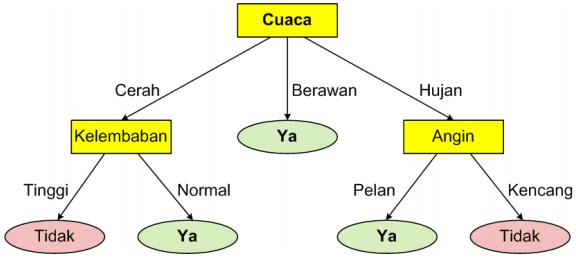 Cuaca
Cerah
Berawan
Hujan
Kelembaban
Ya
Angin
Tinggi
Normal
Pelan
Kencang
Tidak
Ya
Ya
Tidak